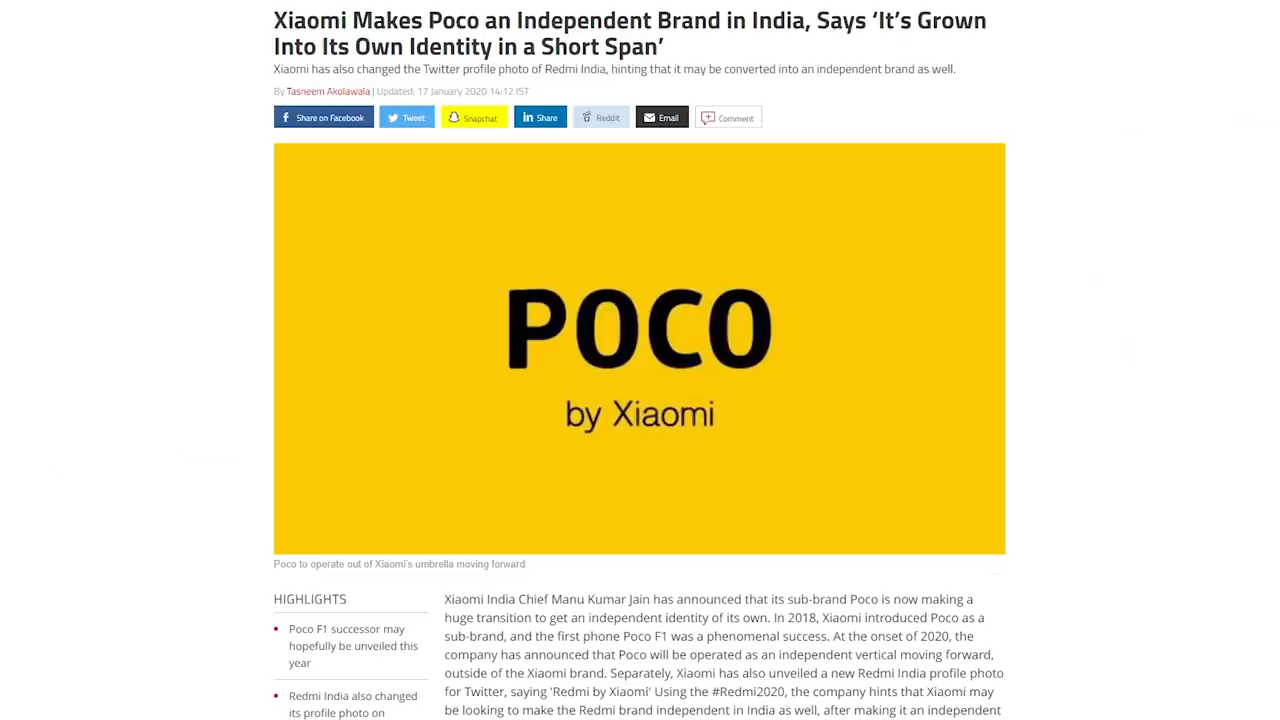 Xiaomi Makes Poco an Independent Brand in India, Says ‘It’s Grown
Into Its Own Identity in a Short Span’
Xiaomi has also changed the Twitter profile photo of Redmi India, hinting that it may be converted into an independent brand as well.
By Tasneem Akolawala | Updated: 17 January 2020 14:12 IST
Share on Facebook
Tweet
Snapchat
in Share
Reddit
Email
Comment
POCO
by Xiaomi
Poco to operate out of Xiaomi's umbrella moving forward
HIGHLIGHTS
Poco F1 successor may
hopefully be unveiled this
year
Redmi India also changed
its profile photo on
Xiaomi India Chief Manu Kumar Jain has announced that its sub-brand Poco is now making a
huge transition to get an independent identity of its own. In 2018, Xiaomi introduced Poco as a
sub-brand, and the first phone Poco F1 was a phenomenal success. At the onset of 2020, the
company has announced that Poco will be operated as an independent vertical moving forward,
outside of the Xiaomi brand. Separately, Xiaomi has also unveiled a new Redmi India profile photo
for Twitter, saying 'Redmi by Xiaomi' Using the #Redmi2020, the company hints that Xiaomi may
be looking to make the Redmi brand independent in India as well, after making it an independent